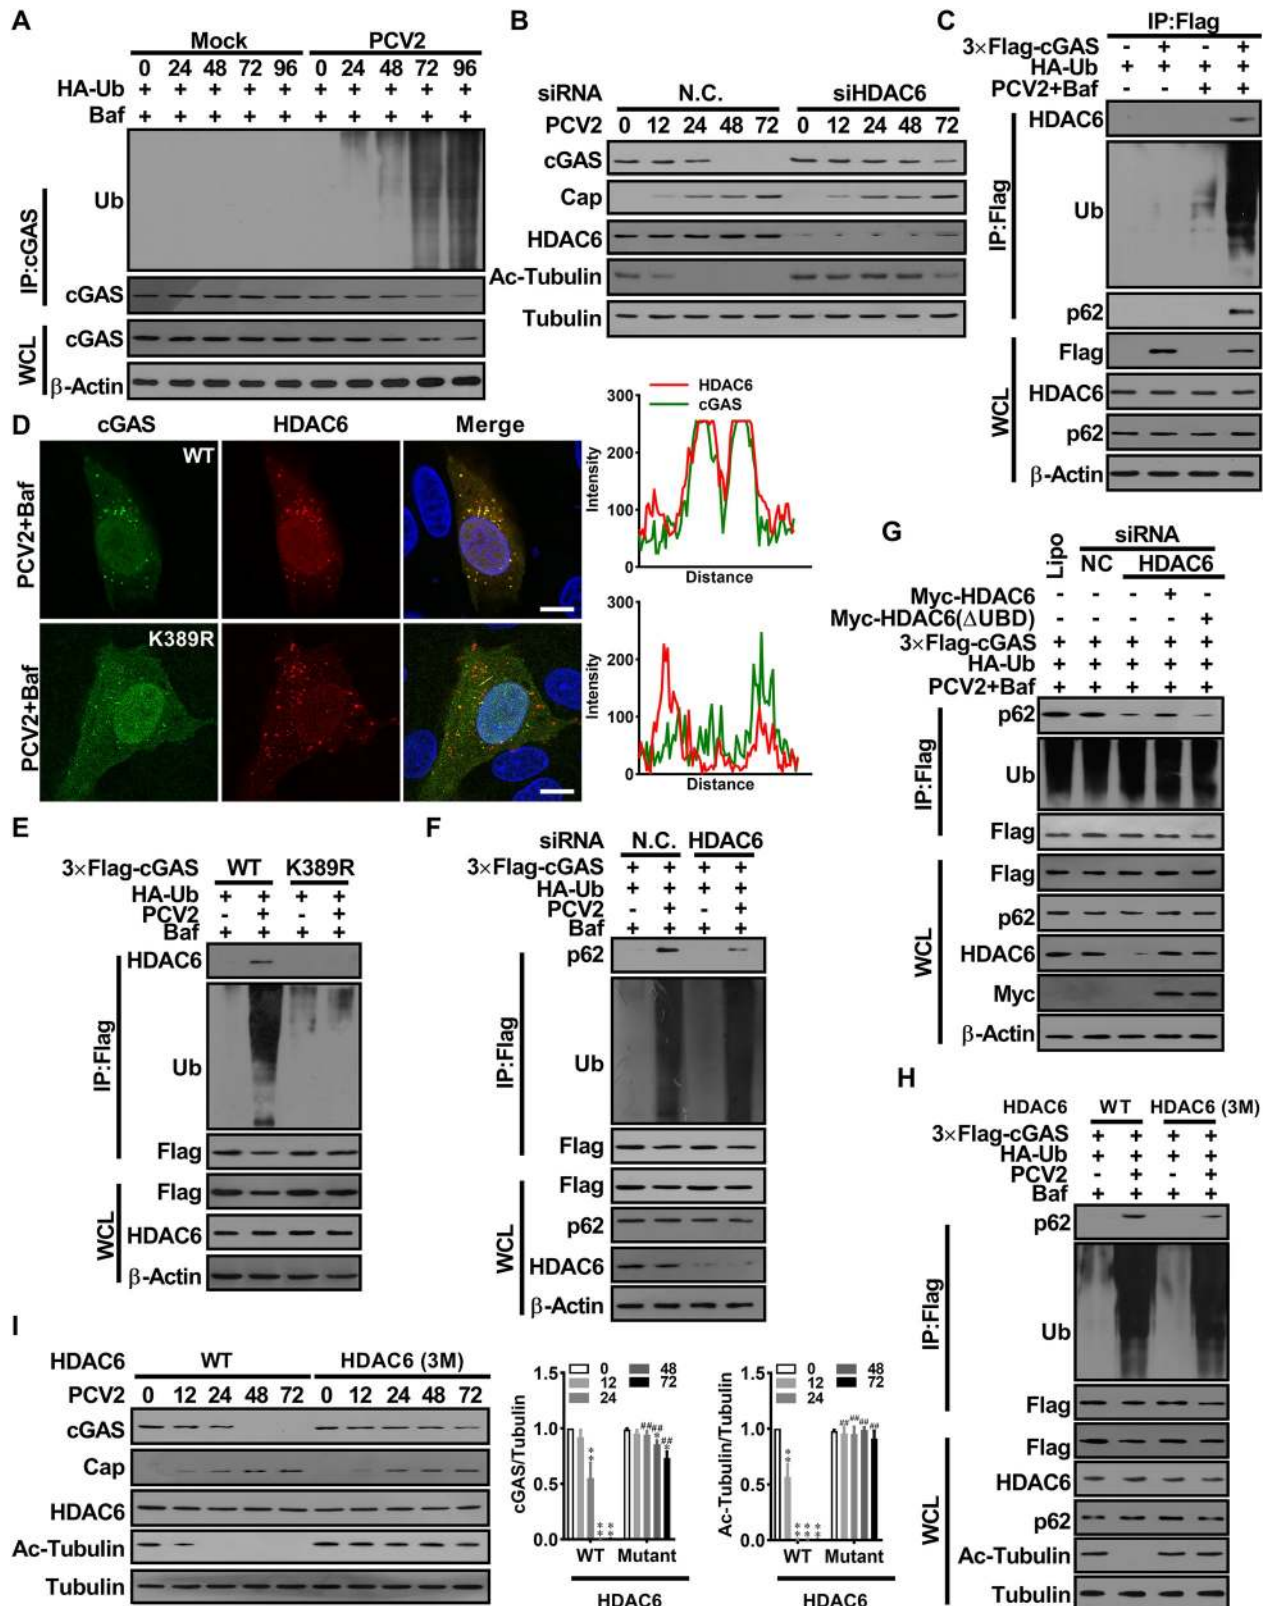 A
Mock PCV2
0 24 48 72 96 0 24 48 72 96
HA-Ub + + + + + + + + + +
Baf + + + + + + + + + +
IP:cGAS
Ub
cGAS
WCL
cGAS
β-Actin
B
siRNA N.C. siHDAC6
PCV2 0 12 24 48 72 0 12 24 48 72
cGAS
Cap
HDAC6
Ac-Tubulin
Tubulin
C
IP:Flag
3×Flag-cGAS - + - +
HA-Ub + + + +
PCV2+Baf - - + +
IP:Flag
HDAC6
Ub
p62
WCL
Flag
HDAC6
p62
β-Actin
D
cGAS HDAC6 Merge
PCV2+Baf
WT
PCV2+Baf
K389R
HDAC6
cGAS
300
200
100
0
Intensity
Distance
300
200
100
0
Intensity
Distance
E
3×Flag-cGAS WT K389R
HA-Ub + + + +
PCV2 - + - +
Baf + + + +
IP:Flag
HDAC6
Ub
Flag
WCL
Flag
HDAC6
β-Actin
F
siRNA N.C. HDAC6
3×Flag-cGAS + + + +
HA-Ub + + + +
PCV2 - + - +
Baf + + + +
IP:Flag
p62
Ub
Flag
WCL
Flag
p62
HDAC6
β-Actin
G
siRNA
Lipo NC HDAC6
Myc-HDAC6 - - - + -
Myc-HDAC6(ΔUBD) - - - - +
3×Flag-cGAS + + + + +
HA-Ub + + + + +
PCV2+Baf + + + + +
IP:Flag
p62
Ub
Flag
WCL
Flag
p62
HDAC6
Myc
β-Actin
H
HDAC6 WT HDAC6 (3M)
3×Flag-cGAS + + + +
HA-Ub + + + +
PCV2 - + - +
Baf + + + +
IP:Flag
p62
Ub
Flag
WCL
Flag
HDAC6
p62
Ac-Tubulin
Tubulin
I
HDAC6 WT HDAC6 (3M)
PCV2 0 12 24 48 72 0 12 24 48 72
cGAS
Cap
HDAC6
Ac-Tubulin
Tubulin
0 48
12 72
24
1.5
1.0
0.5
0.0
cGAS/Tubulin
## ##
* ##
*
* *
* * * *
WT Mutant
HDAC6
0 48
12 72
24
1.5
1.0
0.5
0.0
Ac-Tubulin/Tubulin
## ## ## ##
* *
* * * * * *
WT Mutant
HDAC6